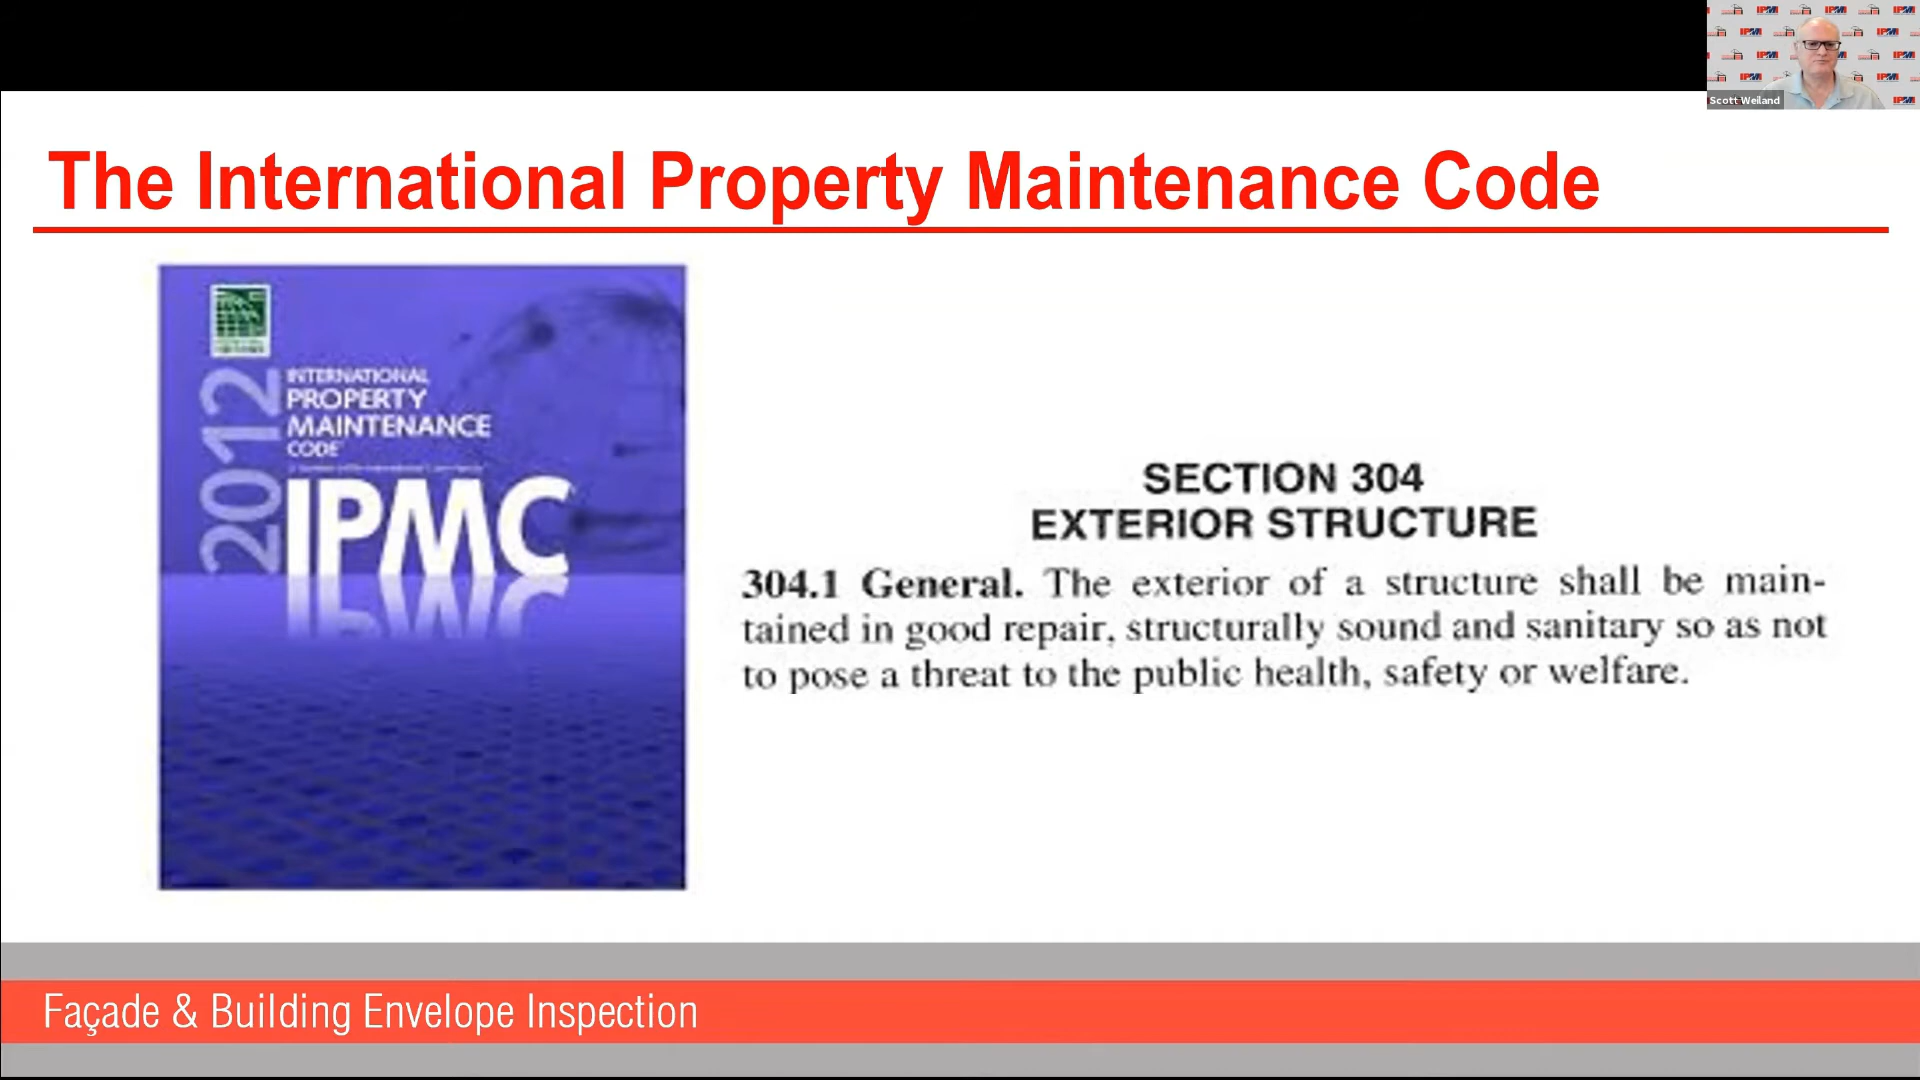 Scott Weiland
The International Property Maintenance Code
2012
INTERNATIONAL
PROPERTY
MAINTENANCE
CODE
IPMC
SECTION 304
EXTERIOR STRUCTURE
304.1 General. The exterior of a structure shall be main-
tained in good repair, structurally sound and sanitary so as not
to pose a threat to the public health, safety or welfare.
Façade & Building Envelope Inspection